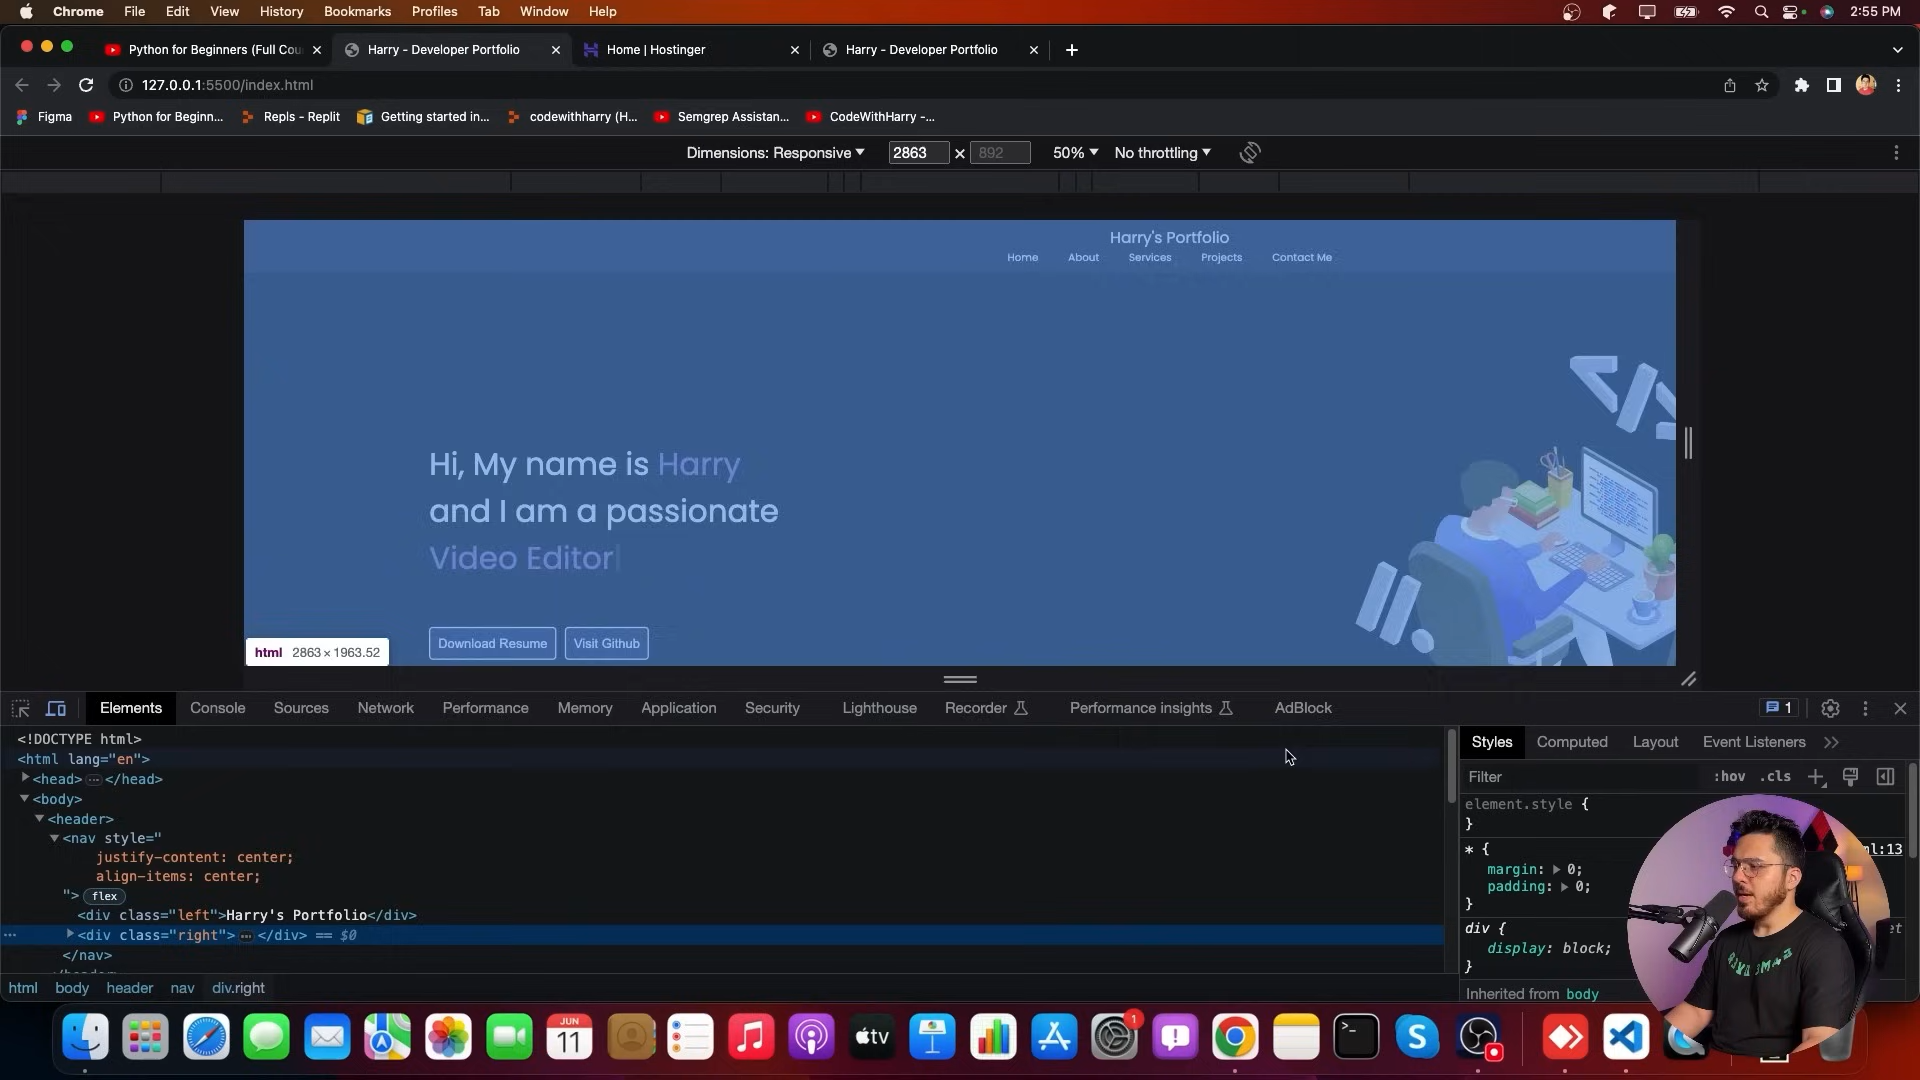 Chrome File Edit View History Bookmarks Profiles Tab Window Help 2:55 PM
Python for Beginners (Full Cou
Harry - Developer Portfolio
Home | Hostinger
Harry - Developer Portfolio
127.0.0.1:5500/index.html
Figma
Python for Beginn...
Repls - Replit
Getting started in...
codewithharry (H...
Semgrep Assistan...
CodeWithHarry -...
Dimensions: Responsive 2863 × 892 50% No throttling
Harry's Portfolio
Home About Services Projects Contact Me
Hi, My name is Harry
and I am a passionate
Video Editor|
Download Resume Visit Github
html 2863 × 1963.52
Elements Console Sources Network Performance Memory Application Security Lighthouse Recorder Performance insights AdBlock 1
<!DOCTYPE html>
<html lang="en">
<head> ... </head>
<body>
<header>
<nav style="
justify-content: center;
align-items: center;
"> flex
<div class="left">Harry's Portfolio</div>
<div class="right"> ... </div> == $0
</nav>
html body header nav div.right
Styles Computed Layout Event Listeners
Filter :hov .cls
element.style {
}
* {
margin: 0;
padding: 0;
}
ml:13
div {
display: block;
}
et
Inherited from body
JUN
11
tv
1